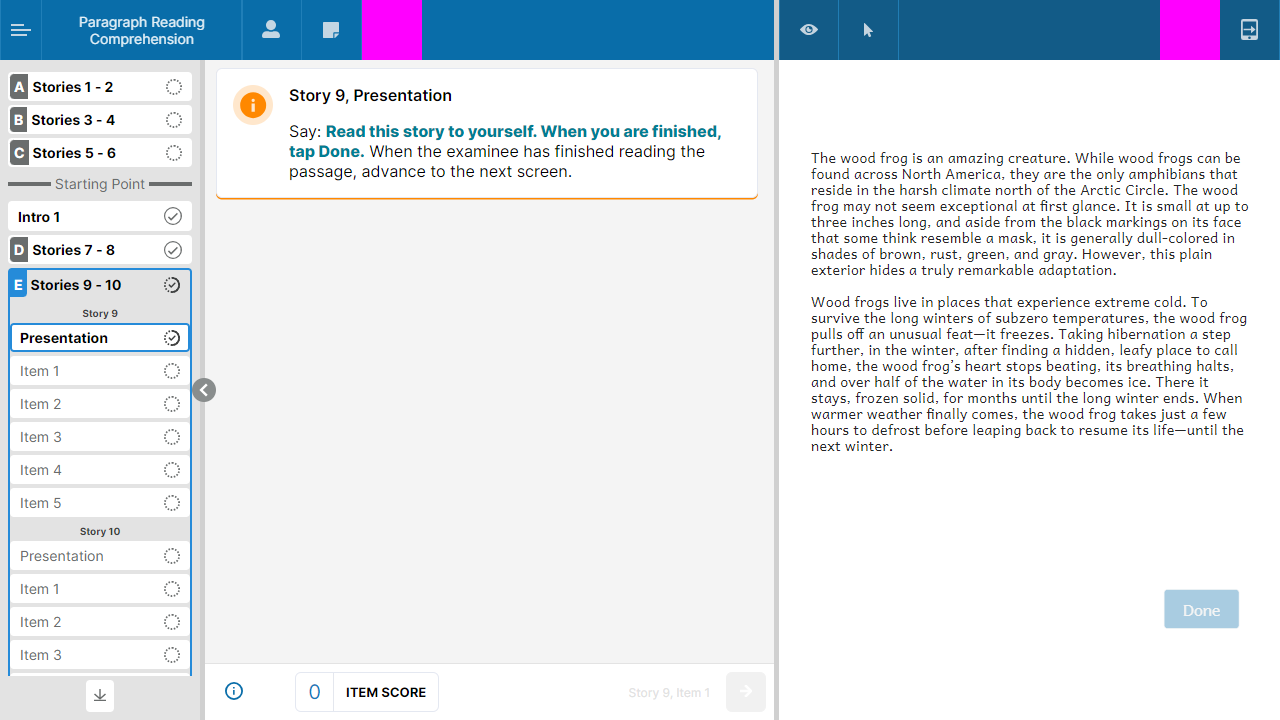 Paragraph Reading
Comprehension
A Stories 1 - 2
B Stories 3 - 4
C Stories 5 - 6
Starting Point
Intro 1
D Stories 7 - 8
E Stories 9 - 10
Story 9
Presentation
Item 1
Item 2
Item 3
Item 4
Item 5
Story 10
Presentation
Item 1
Item 2
Item 3
Story 9, Presentation
Say: Read this story to yourself. When you are finished,
tap Done. When the examinee has finished reading the
passage, advance to the next screen.
0 ITEM SCORE
Story 9, Item 1
The wood frog is an amazing creature. While wood frogs can be
found across North America, they are the only amphibians that
reside in the harsh climate north of the Arctic Circle. The wood
frog may not seem exceptional at first glance. It is small at up to
three inches long, and aside from the black markings on its face
that some think resemble a mask, it is generally dull-colored in
shades of brown, rust, green, and gray. However, this plain
exterior hides a truly remarkable adaptation.
Wood frogs live in places that experience extreme cold. To
survive the long winters of subzero temperatures, the wood frog
pulls off an unusual feat—it freezes. Taking hibernation a step
further, in the winter, after finding a hidden, leafy place to call
home, the wood frog's heart stops beating, its breathing halts,
and over half of the water in its body becomes ice. There it
stays, frozen solid, for months until the long winter ends. When
warmer weather finally comes, the wood frog takes just a few
hours to defrost before leaping back to resume its life—until the
next winter.
Done